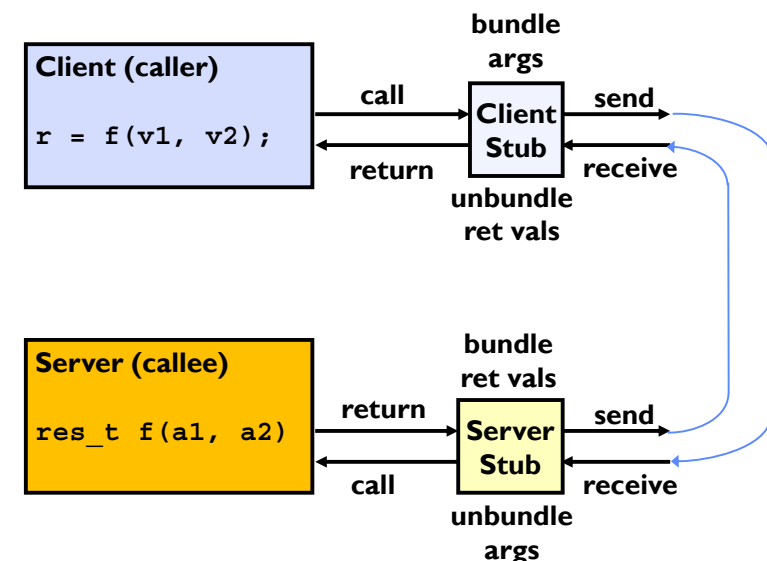 bundle
args
Client (caller)
r = f(v1, v2);
call
return
Client
Stub
send
receive
unbundle
ret vals
bundle
ret vals
Server (callee)
res_t f(a1, a2)
return
call
Server
Stub
send
receive
unbundle
args